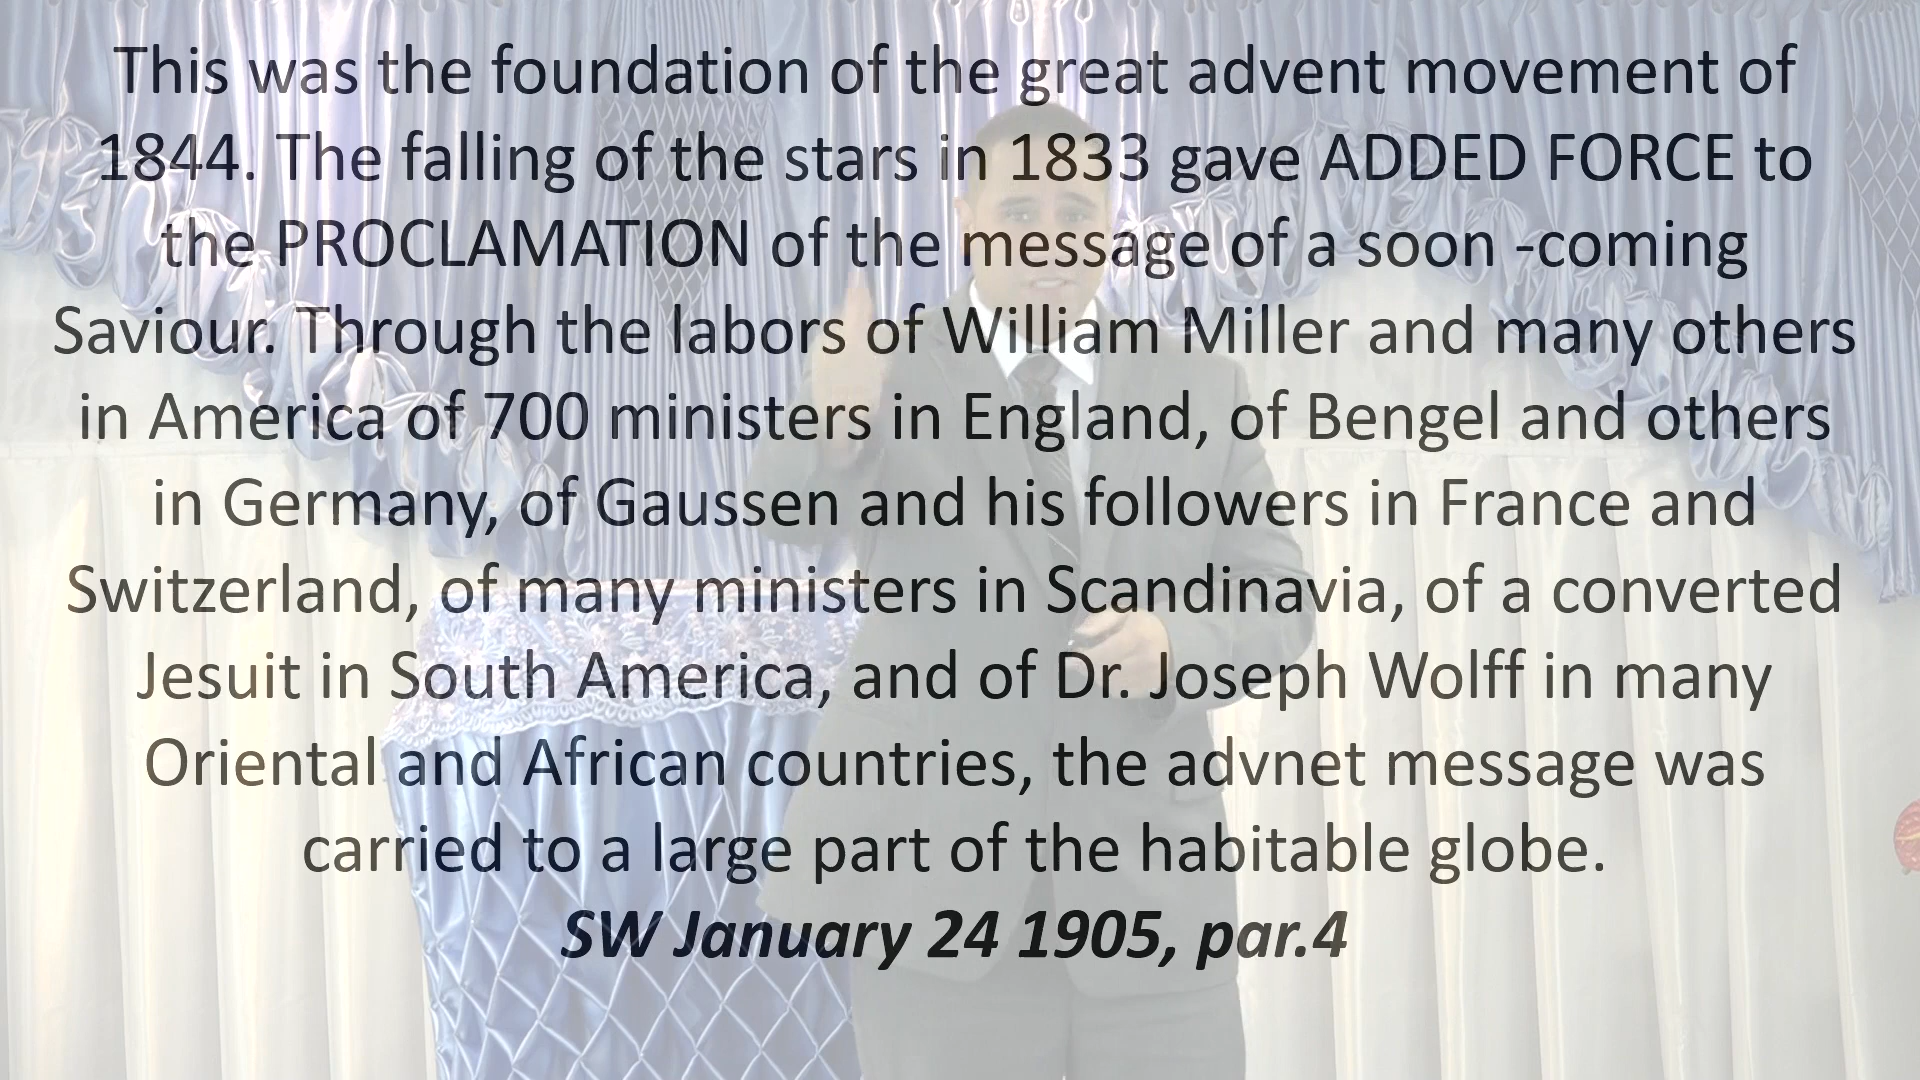 This was the foundation of the great advent movement of
1844. The falling of the stars in 1833 gave ADDED FORCE to
the PROCLAMATION of the message of a soon -coming
Saviour. Through the labors of William Miller and many others
in America of 700 ministers in England, of Bengel and others
in Germany, of Gaussen and his followers in France and
Switzerland, of many ministers in Scandinavia, of a converted
Jesuit in South America, and of Dr. Joseph Wolff in many
Oriental and African countries, the advnet message was
carried to a large part of the habitable globe.
SW January 24 1905, par.4